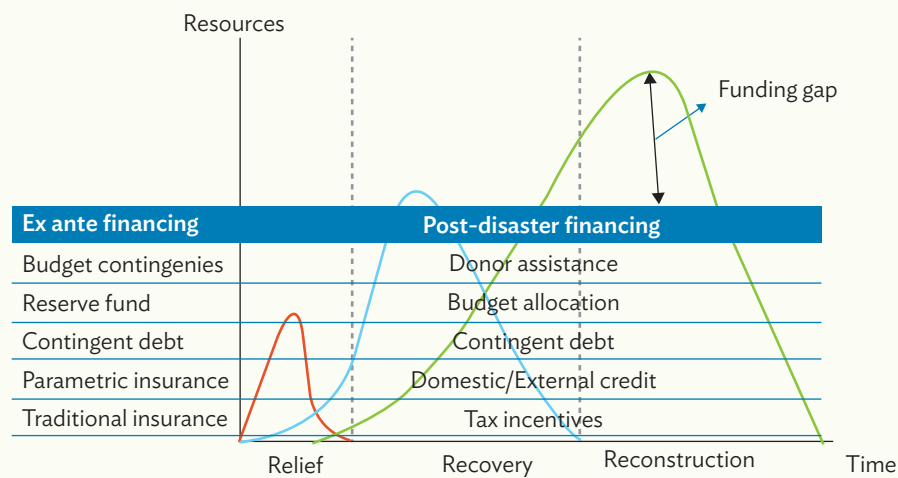 Resources
Funding gap
Ex ante financing
Post-disaster financing
Budget contingenies
Donor assistance
Reserve fund
Budget allocation
Contingent debt
Contingent debt
Parametric insurance
Domestic/External credit
Traditional insurance
Tax incentives
Relief
Recovery
Reconstruction
Time